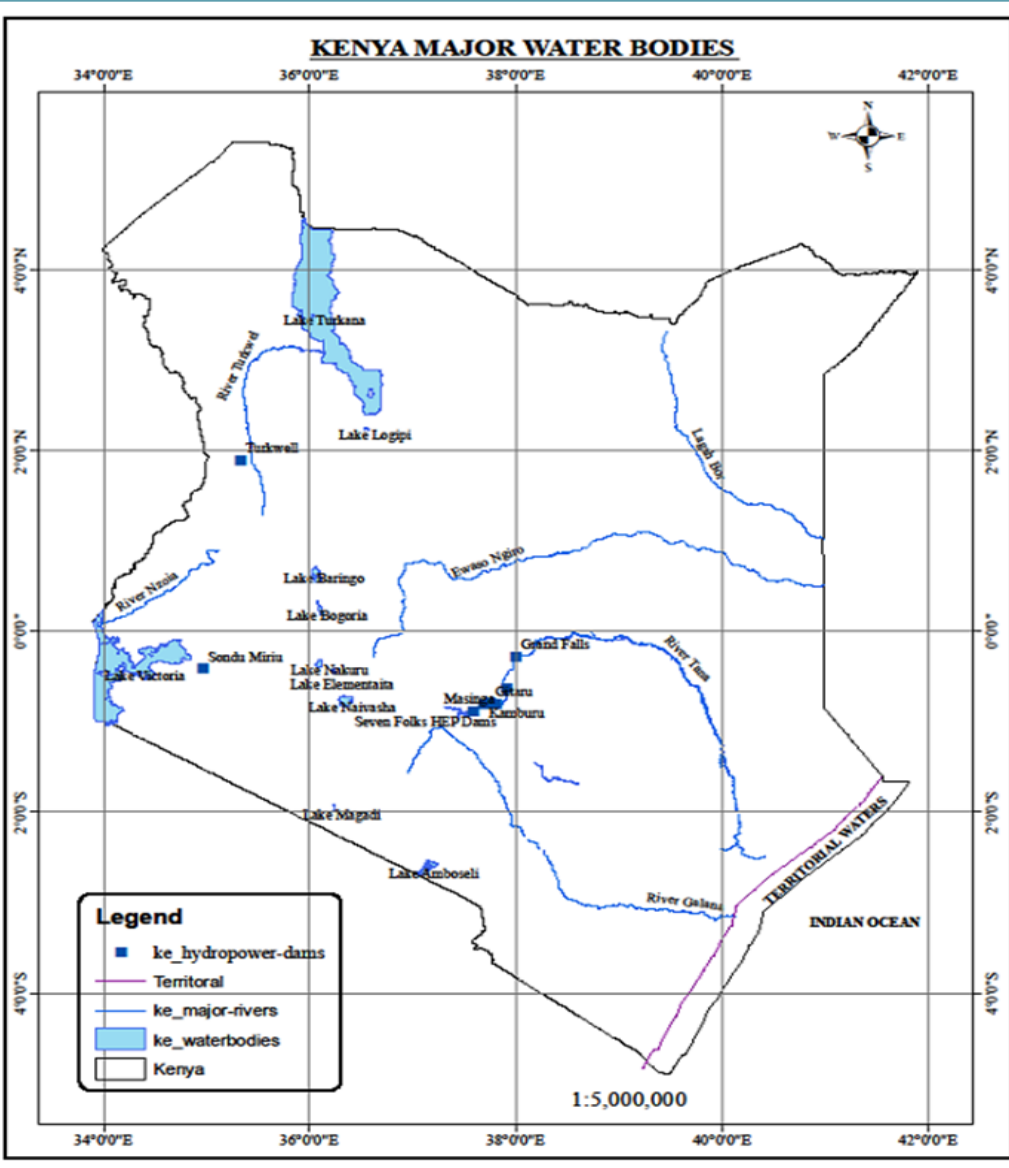 KENYA MAJOR WATER BODIES
34°0'0"E 36°0'0"E 38°0'0"E 40°0'0"E 42°0'0"E
N
W E
S
4°0'0"N 4°0'0"N
Lake Turkana
River Turkwel
Lake Logipi
Turkwell
2°0'0"N 2°0'0"N
Lagah Bor
Ewaso Ngiro
Lake Baringo
River Nzoia
Lake Bogoria
0°0'0" 0°0'0"
Grand Falls
River Tana
Sondu Miriu
Lake Nakuru
Lake Victoria
Lake Elementaita
Gitaru
Masinga
Lake Naivasha
Kamburu
Seven Folks HEP Dams
2°0'0"S 2°0'0"S
Lake Magadi
TERRITORIAL WATERS
Lake Amboseli
River Galana
INDIAN OCEAN
Legend
ke_hydropower-dams
Territoral
ke_major-rivers
ke_waterbodies
Kenya
4°0'0"S 4°0'0"S
1:5,000,000
34°0'0"E 36°0'0"E 38°0'0"E 40°0'0"E 42°0'0"E